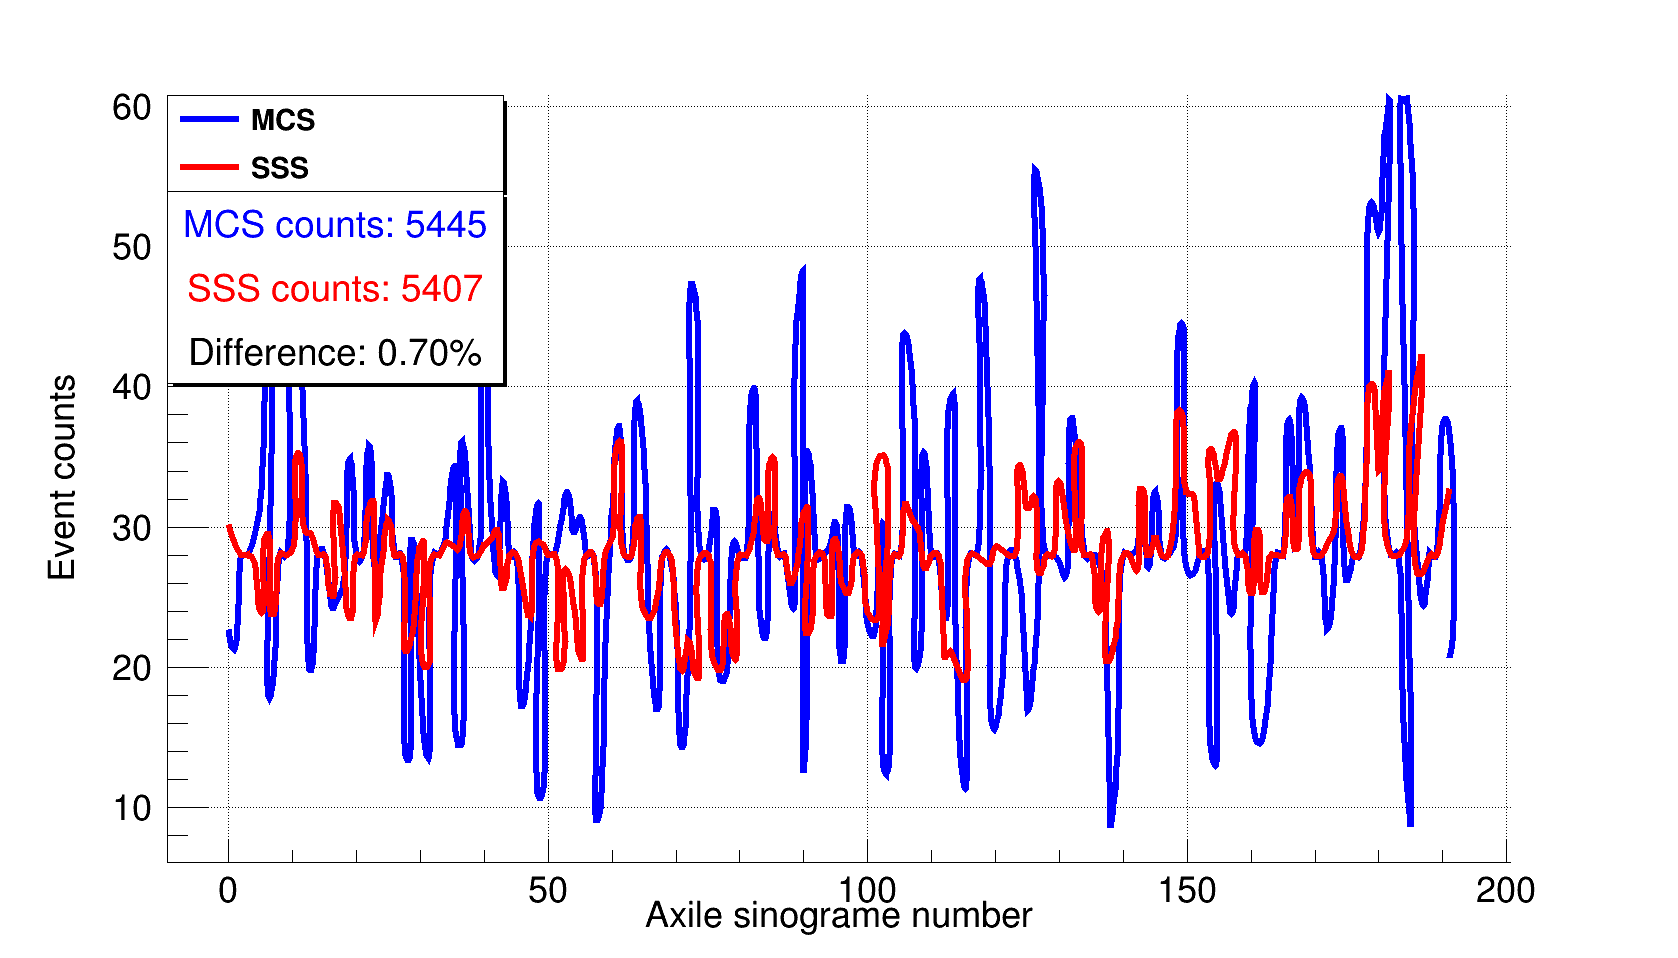 MCS
SSS
MCS counts: 5445
SSS counts: 5407
Difference: 0.70%
Event counts
60
50
40
30
20
10
0 50 100 150 200
Axile sinograme number